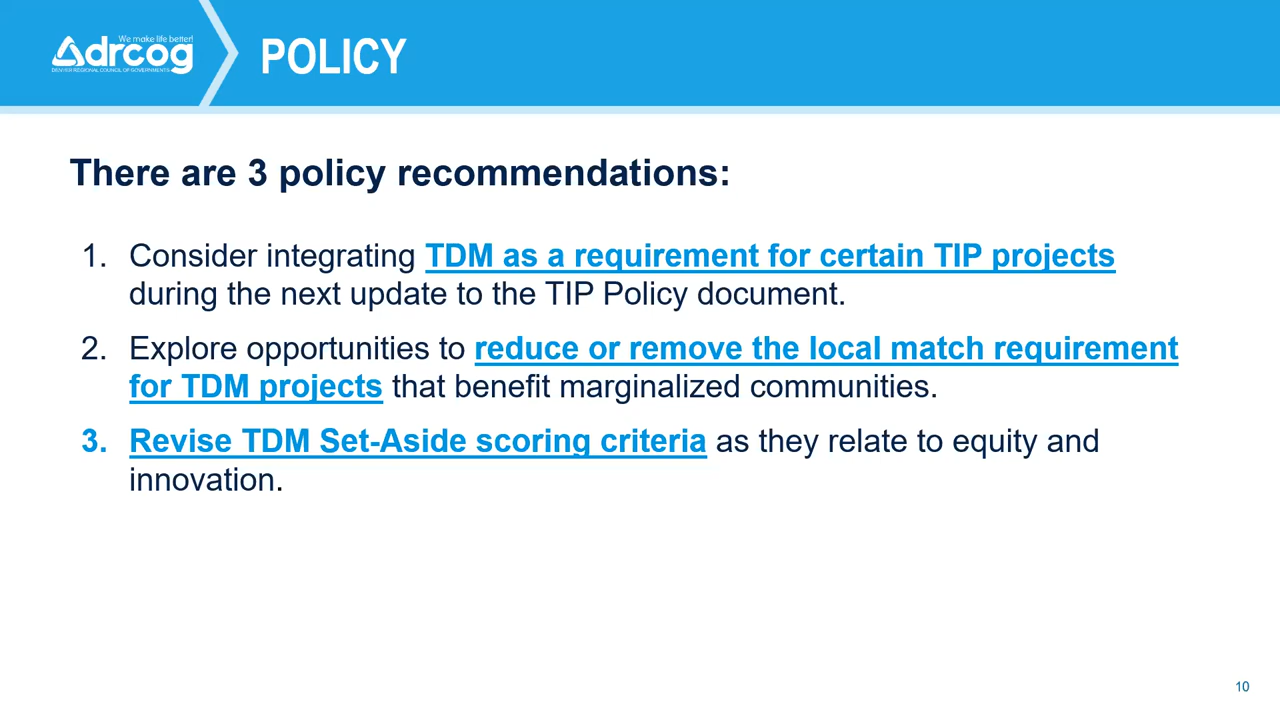 We make life better!
drcog
DENVER REGIONAL COUNCIL OF GOVERNMENTS
POLICY
There are 3 policy recommendations:
1. Consider integrating TDM as a requirement for certain TIP projects
during the next update to the TIP Policy document.
2. Explore opportunities to reduce or remove the local match requirement
for TDM projects that benefit marginalized communities.
3. Revise TDM Set-Aside scoring criteria as they relate to equity and
innovation.
10